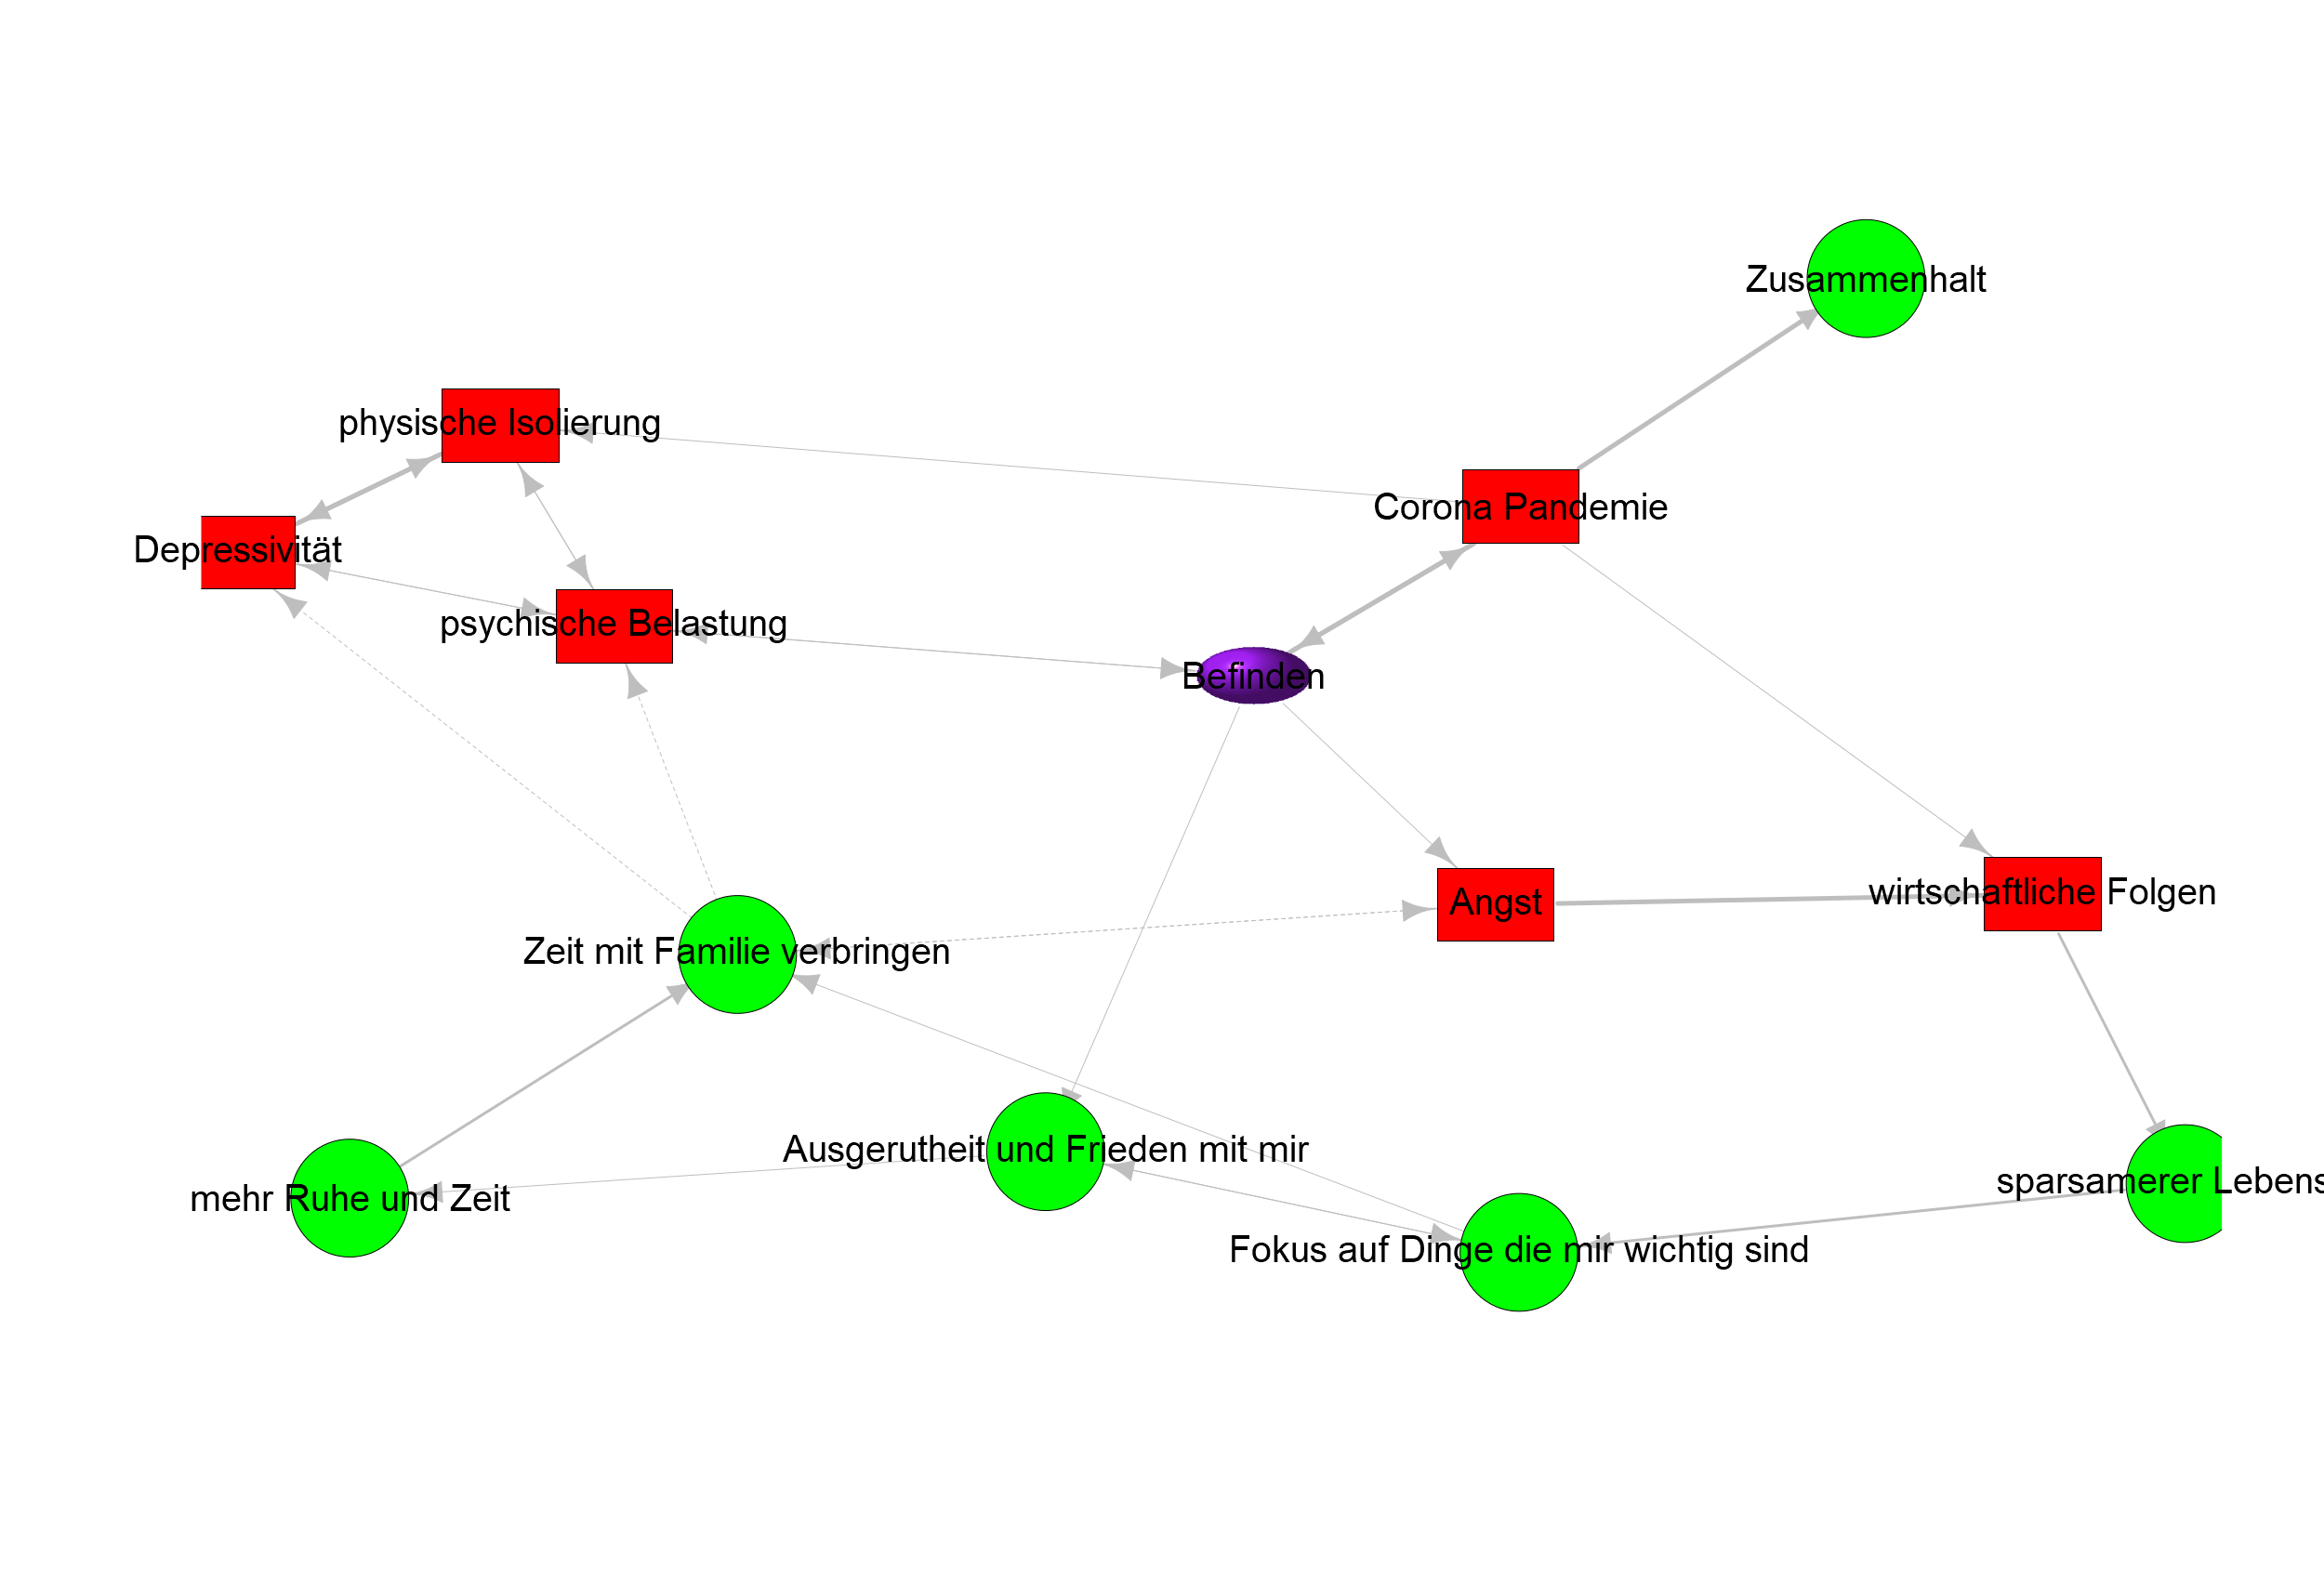 Zusammenhalt
physische Isolierung
Corona Pandemie
Depressivität
psychische Belastung
Befinden
wirtschaftliche Folgen
Angst
Zeit mit Familie verbringen
Ausgerutheit und Frieden mit mir
sparsamerer Lebens
mehr Ruhe und Zeit
Fokus auf Dinge die mir wichtig sind